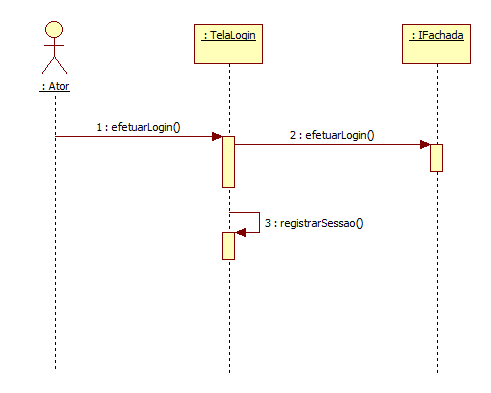 : TelaLogin
: IFachada
: Ator
1 : efetuarLogin()
2 : efetuarLogin()
3 : registrarSessao()